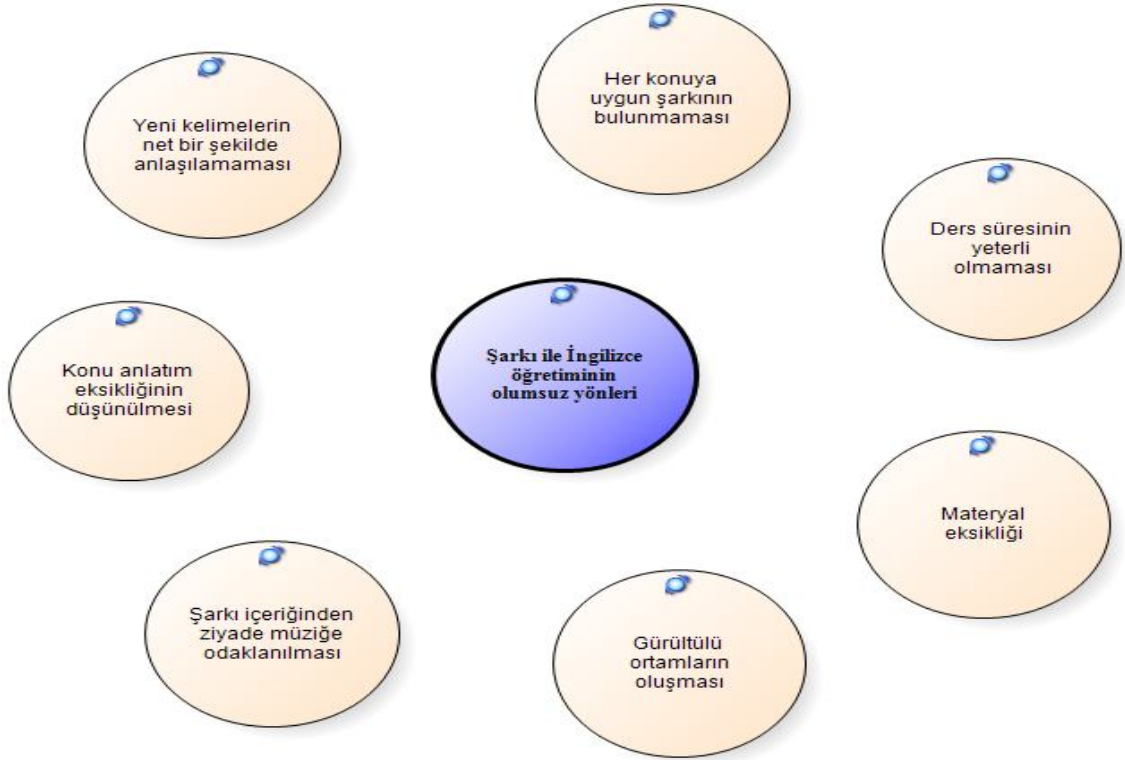 Her konuya
uygun şarkının
bulunmaması
Yeni kelimelerin
net bir şekilde
anlaşılamaması
Ders süresinin
yeterli
olmaması
Şarkı ile İngilizce
öğretiminin
olumsuz yönleri
Konu anlatım
eksikliğinin
düşünülmesi
Materyal
eksikliği
Şarkı içeriğinden
ziyade müziğe
odaklanılması
Gürültülü
ortamların
oluşması